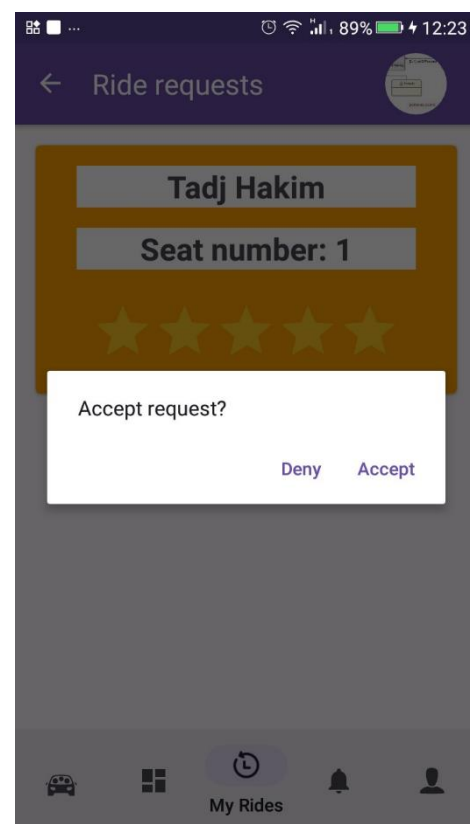 ... 89% 12:23
Ride requests
Tadj Hakim
Seat number: 1
Accept request?
Deny Accept
My Rides